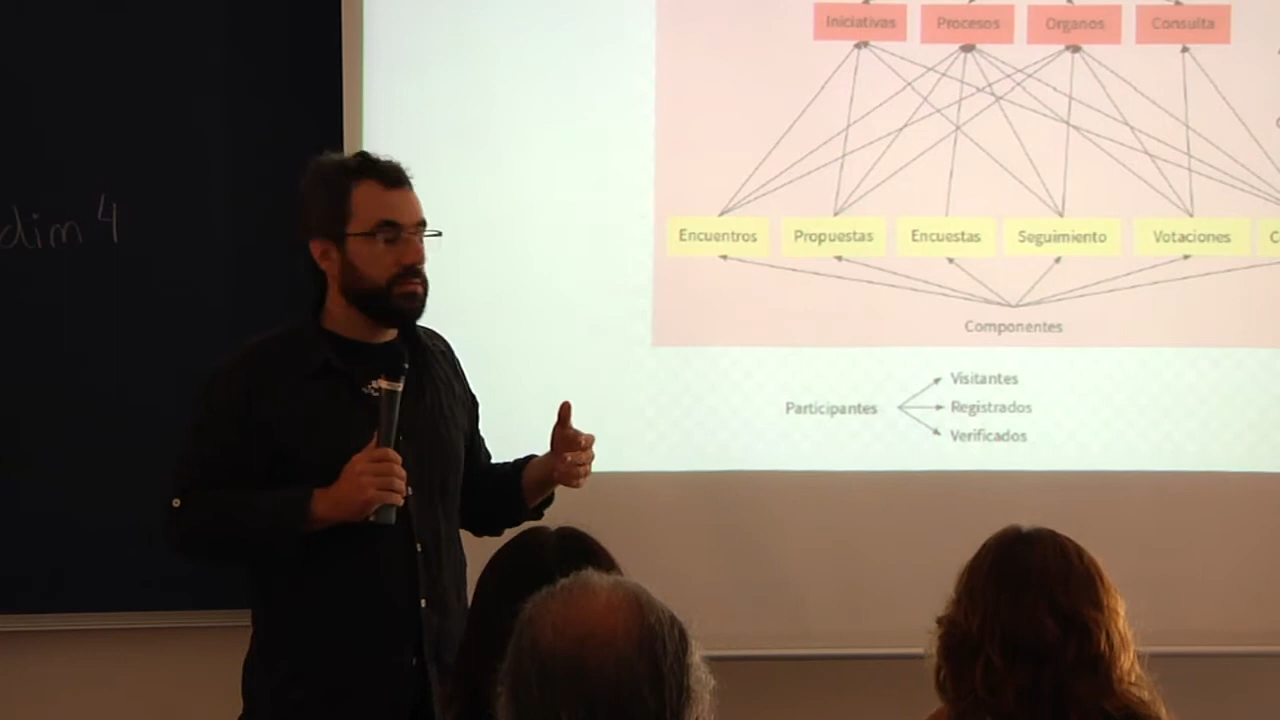 Iniciativas Procesos Organos Consulta
dim 4
Encuentros Propuestas Encuestas Seguimiento Votaciones
Componentes
Visitantes
Participantes Registrados
Verificados